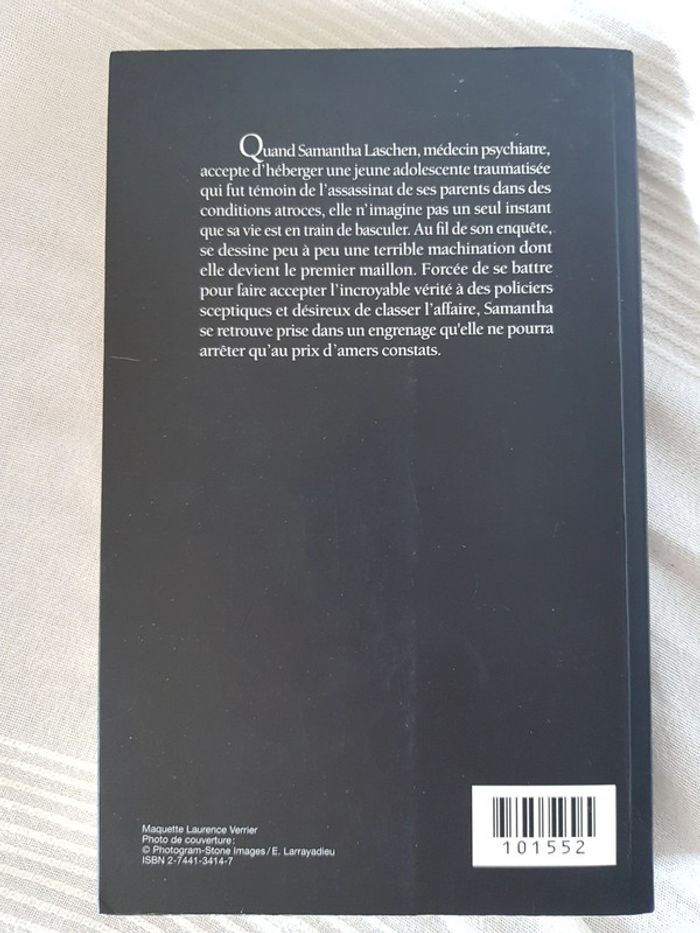 Quand Samantha Laschen, médecin psychiatre,
accepte d'héberger une jeune adolescente traumatisée
qui fut témoin de l'assassinat de ses parents dans des
conditions atroces, elle n'imagine pas un seul instant
que sa vie est en train de basculer. Au fil de son enquête,
se dessine peu à peu une terrible machination dont
elle devient le premier maillon. Forcée de se battre
pour faire accepter l'incroyable vérité à des policiers
sceptiques et désireux de classer l'affaire, Samantha
se retrouve prise dans un engrenage qu'elle ne pourra
arrêter qu'au prix d'amers constats.
Maquette Laurence Verrier
Photo de couverture :
© Photogram-Stone Images / E. Larrayadieu
ISBN 2-7441-3414-7
101552